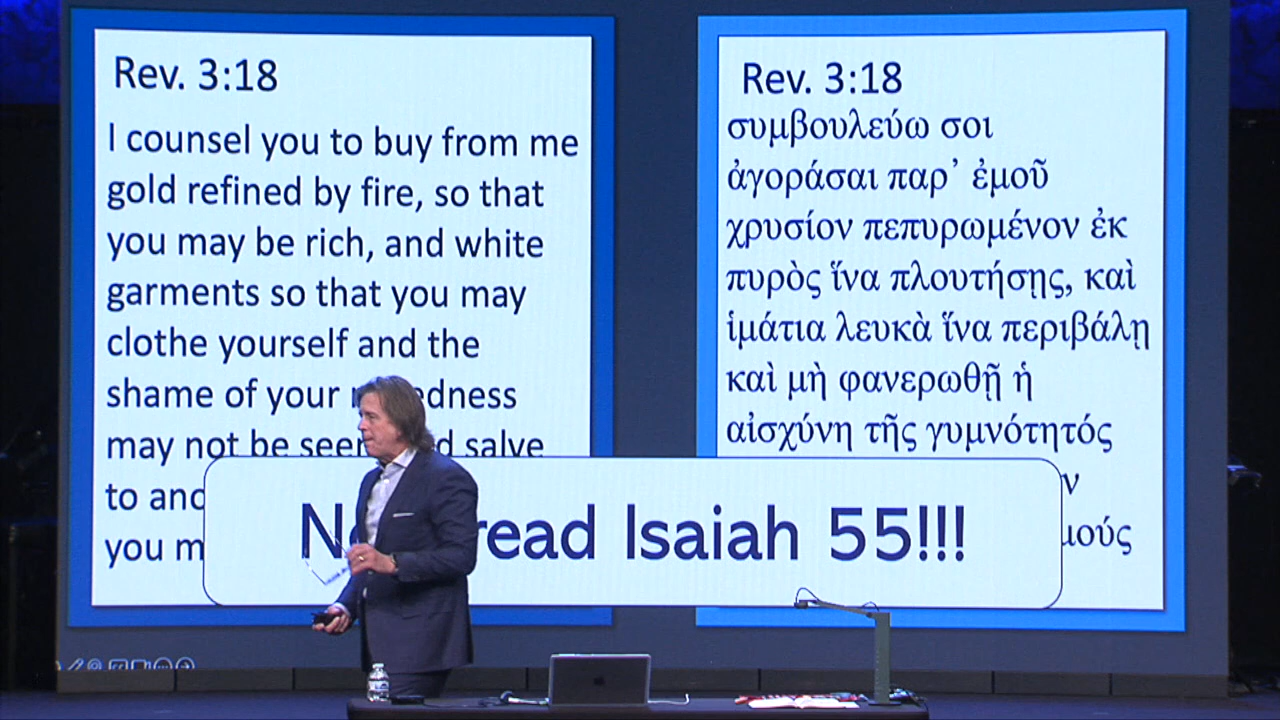 Rev. 3:18
I counsel you to buy from me
gold refined by fire, so that
you may be rich, and white
garments so that you may
clothe yourself and the
shame of your
may not be seen salve
to
you
Rev. 3:18
συμβουλεύω σοι
ἀγοράσαι παρ᾽ ἐμοῦ
χρυσίον πεπυρωμένον ἐκ
πυρὸς ἵνα πλουτήσῃς, καὶ
ἱμάτια λευκὰ ἵνα περιβάλῃ
καὶ μὴ φανερωθῇ ἡ
αἰσχύνη τῆς γυμνότητός
read Isaiah 55!!!